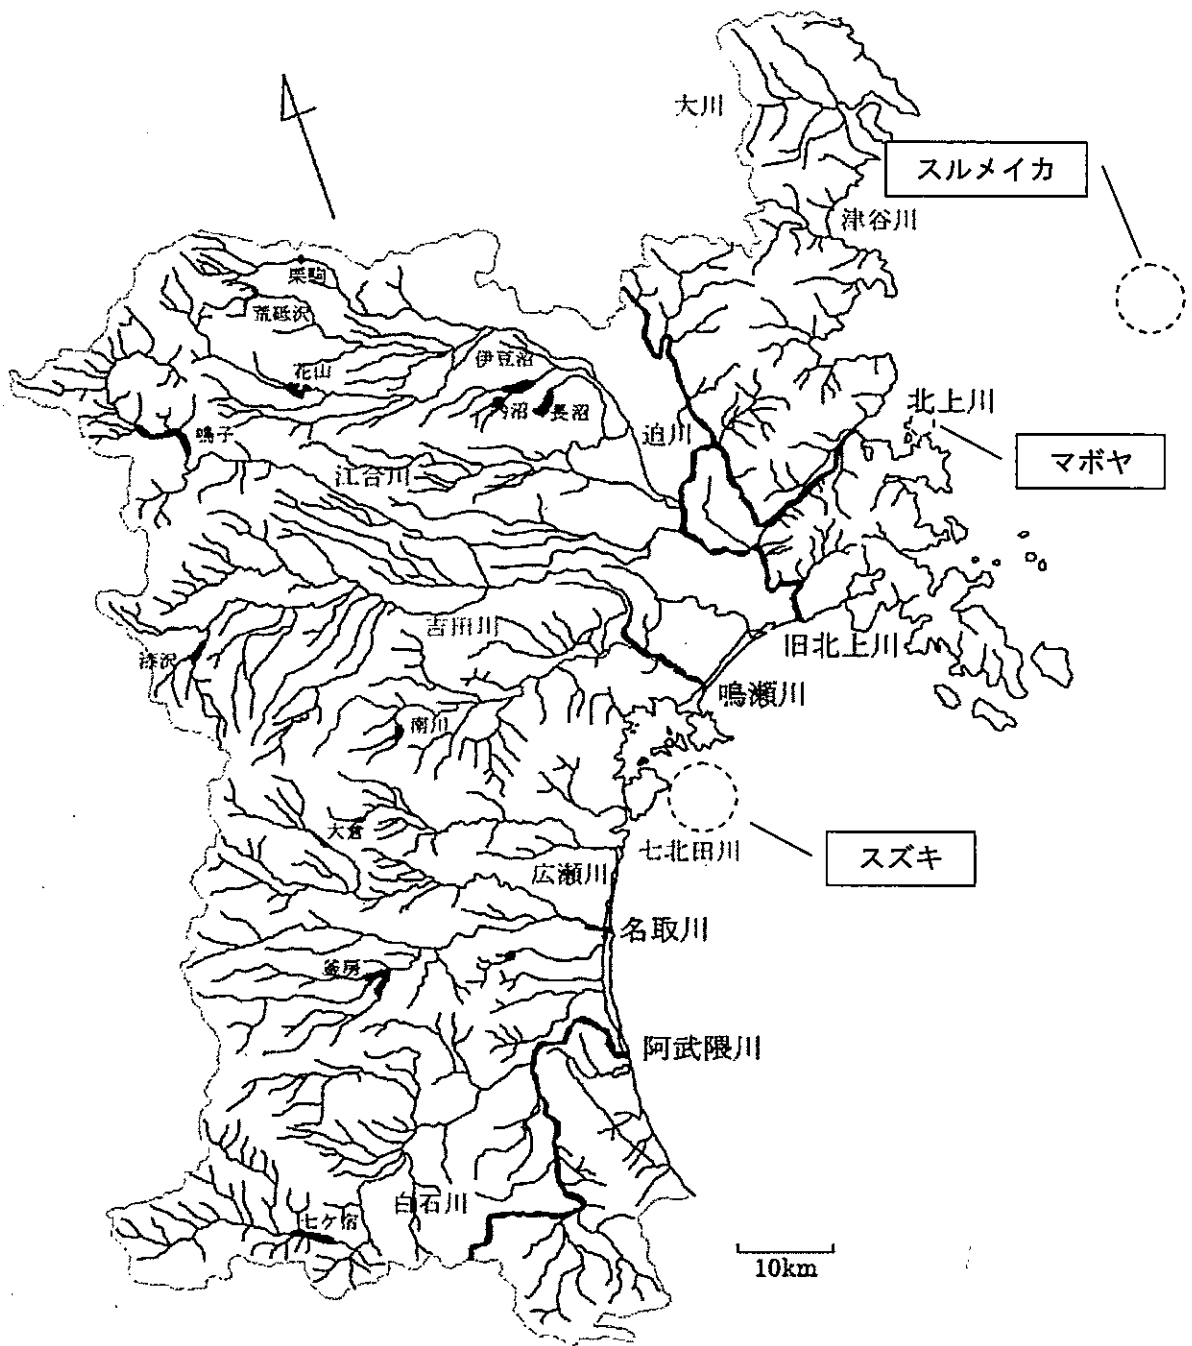 大川
スルメイカ
津谷川
栗駒
荒砥沢
伊豆沼
花山
内沼
長沼
北上川
迫川
鳴子
マボヤ
江合川
吉田川
旧北上川
漆沢
鳴瀬川
南川
大倉
七北田川
スズキ
広瀬川
名取川
釜房
阿武隈川
白石川
七ケ宿
10km